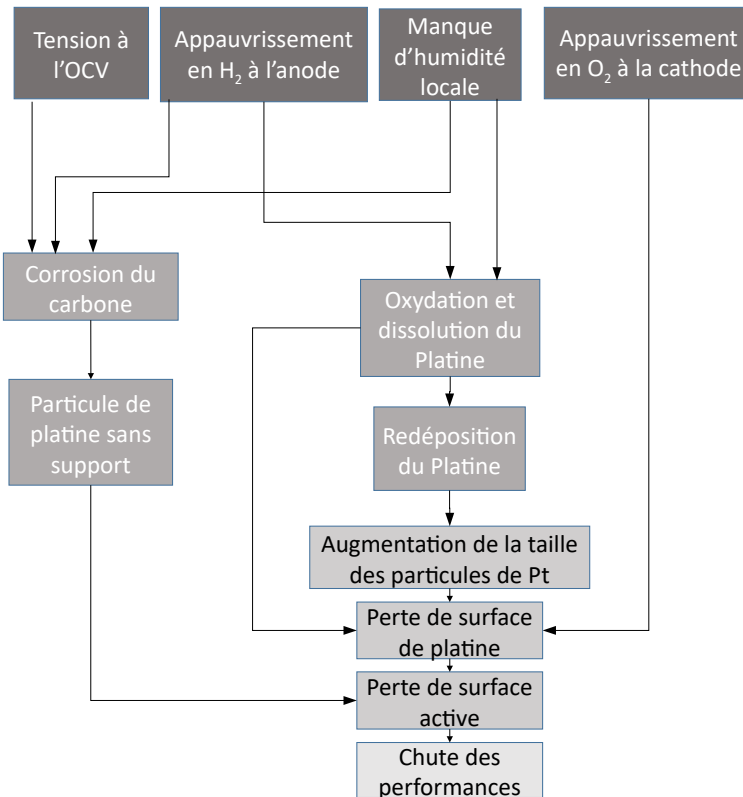 Tension à
l'OCV
Appauvrissement
en H₂ à l'anode
Manque
d'humidité
locale
Appauvrissement
en O₂ à la cathode
Corrosion du
carbone
Oxydation et
dissolution du
Platine
Particule de
platine sans
support
Redéposition
du Platine
Augmentation de la taille
des particules de Pt
Perte de surface
de platine
Perte de surface
active
Chute des
performances